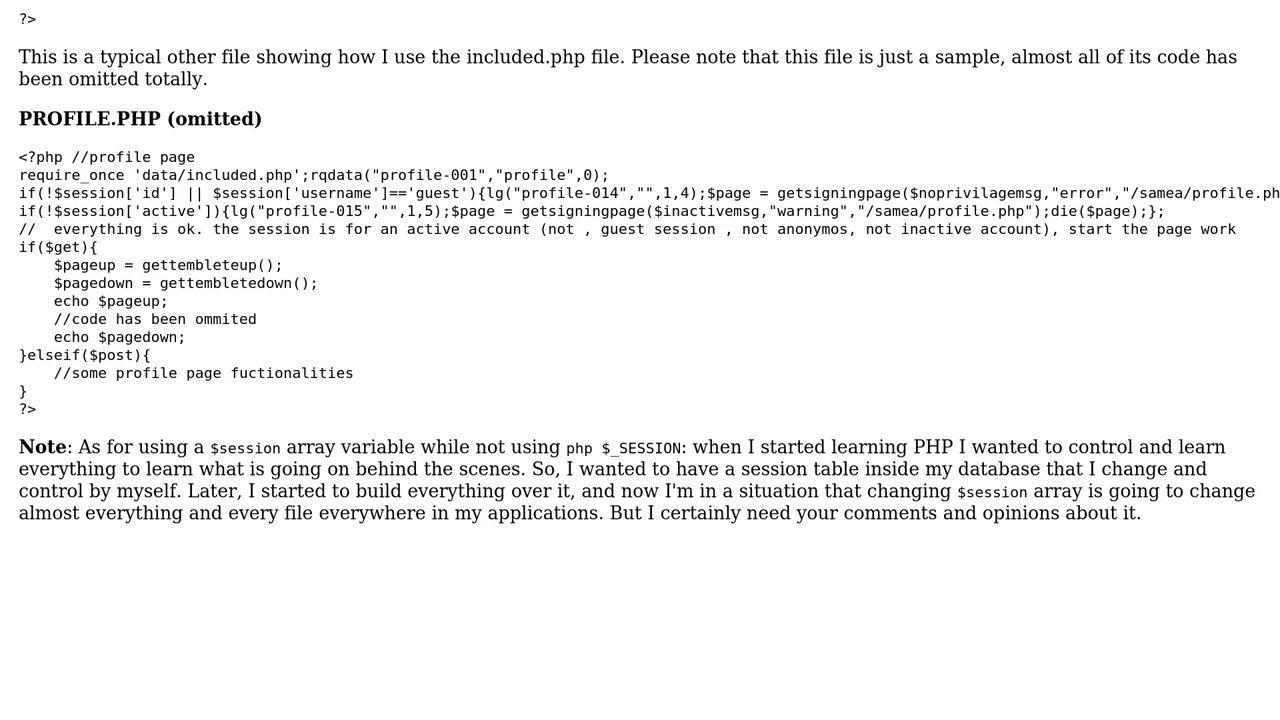 ?>
This is a typical other file showing how I use the included.php file. Please note that this file is just a sample, almost all of its code has
been omitted totally.
PROFILE.PHP (omitted)
<?php //profile page
require_once 'data/included.php';rqdata("profile-001","profile",0);
if(!$session['id'] || $session['username']=='guest'){lg("profile-014","",1,4);$page = getsigningpage($noprivilagemsg,"error","/samea/profile.ph
if(!$session['active']){lg("profile-015","",1,5);$page = getsigningpage($inactivemsg,"warning","/samea/profile.php");die($page);};
//  everything is ok. the session is for an active account (not , guest session , not anonymos, not inactive account), start the page work
if($get){
    $pageup = gettembleteup();
    $pagedown = gettembletedown();
    echo $pageup;
    //code has been ommited
    echo $pagedown;
}elseif($post){
    //some profile page fuctionalities
}
?>
Note: As for using a $session array variable while not using php $_SESSION: when I started learning PHP I wanted to control and learn
everything to learn what is going on behind the scenes. So, I wanted to have a session table inside my database that I change and
control by myself. Later, I started to build everything over it, and now I'm in a situation that changing $session array is going to change
almost everything and every file everywhere in my applications. But I certainly need your comments and opinions about it.